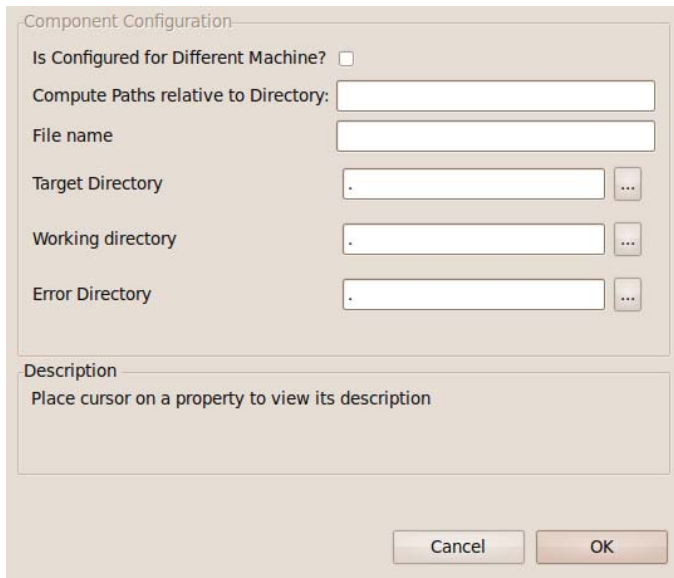 Component Configuration
Is Configured for Different Machine?
Compute Paths relative to Directory:
File name
Target Directory . ...
Working directory . ...
Error Directory . ...
Description
Place cursor on a property to view its description
Cancel OK